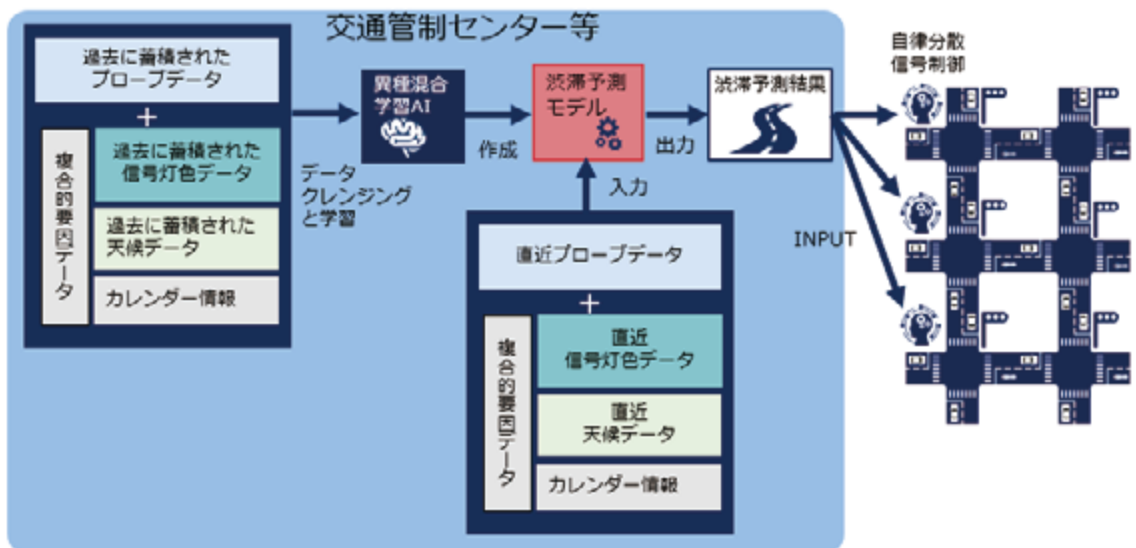 交通管制センター等
過去に蓄積された
プローブデータ
+
複合的要因データ
過去に蓄積された
信号灯色データ
過去に蓄積された
天候データ
カレンダー情報
データ
クレンジング
と学習
異種混合
学習AI
作成
渋滞予測
モデル
出力
渋滞予測結果
入力
直近プローブデータ
+
複合的要因データ
直近
信号灯色データ
直近
天候データ
カレンダー情報
INPUT
自律分散
信号制御